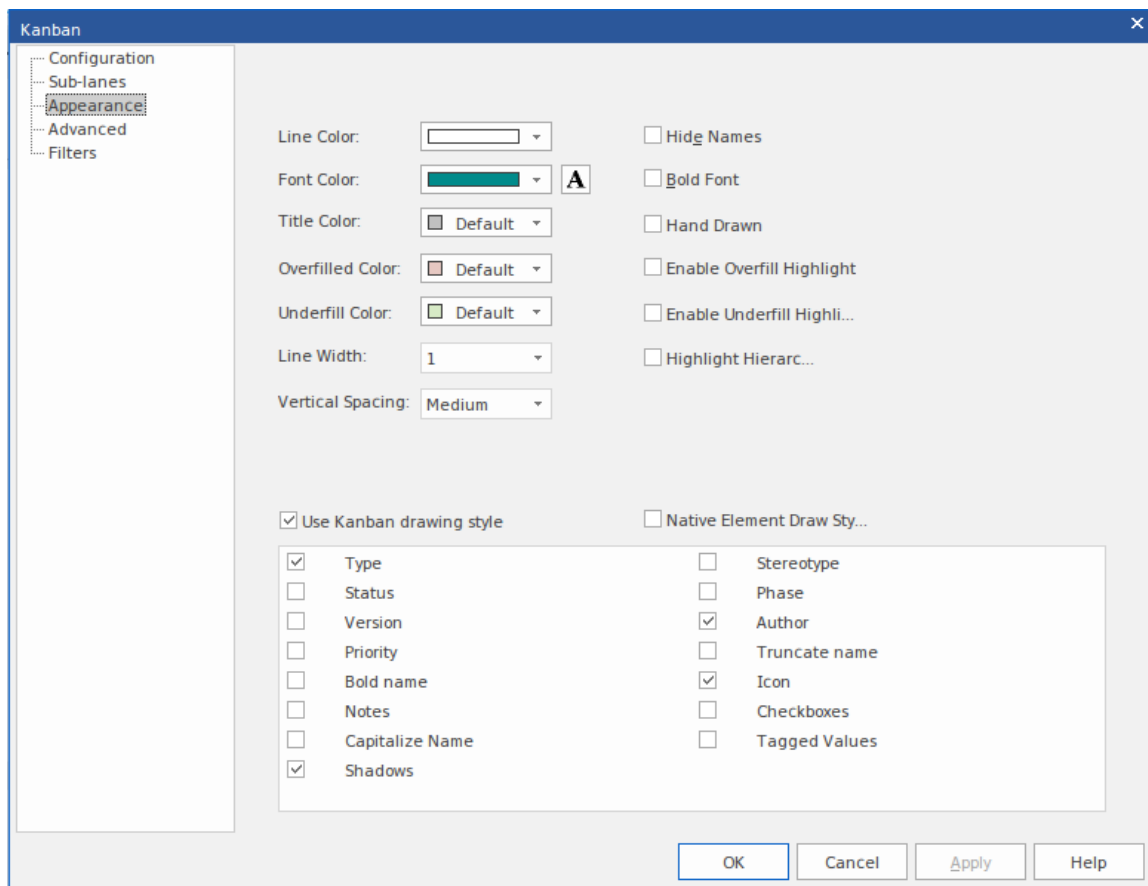 Kanban
Configuration
Sub-lanes
Appearance
Advanced
Filters
Line Color:
Hide Names
Font Color:
A
Bold Font
Title Color:
Default
Hand Drawn
Overfilled Color:
Default
Enable Overfill Highlight
Underfill Color:
Default
Enable Underfill Highli...
Line Width:
1
Highlight Hierarc...
Vertical Spacing:
Medium
Use Kanban drawing style
Native Element Draw Sty...
Type
Stereotype
Status
Phase
Version
Author
Priority
Truncate name
Bold name
Icon
Notes
Checkboxes
Capitalize Name
Tagged Values
Shadows
OK
Cancel
Apply
Help